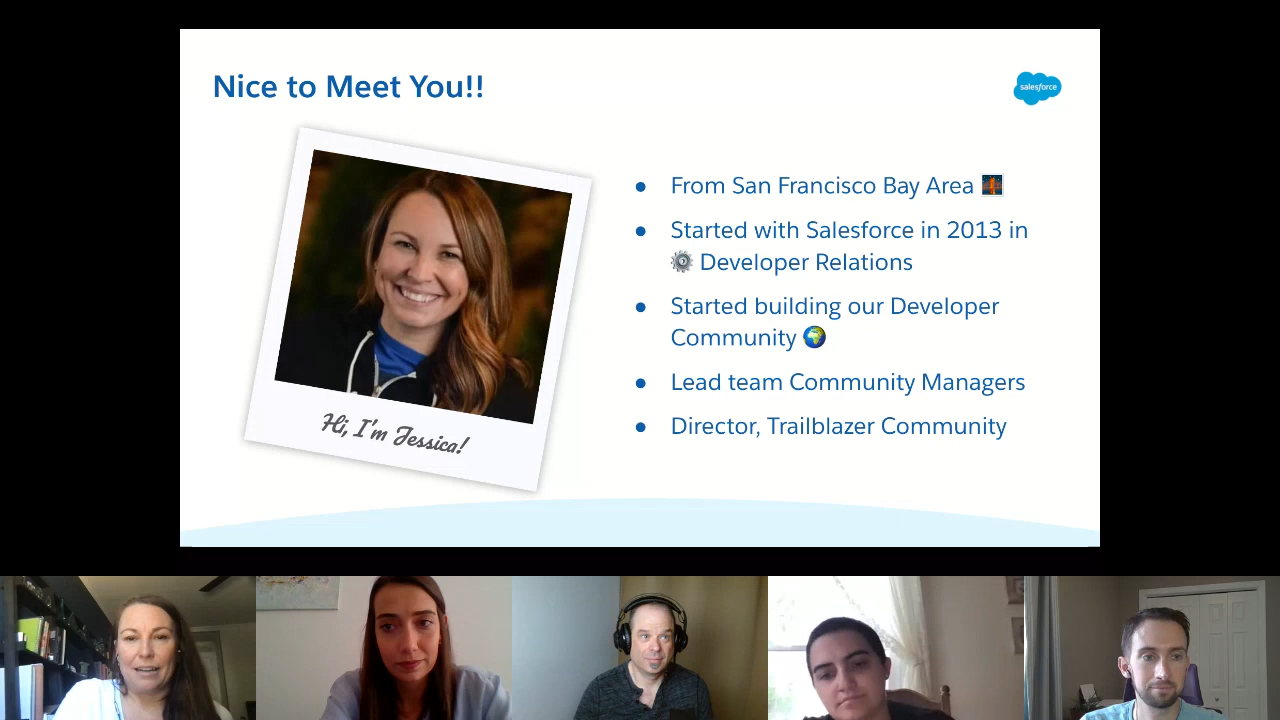 Nice to Meet You!!
salesforce
Hi, I'm Jessica!
● From San Francisco Bay Area 🌉
● Started with Salesforce in 2013 in
⚙️ Developer Relations
● Started building our Developer
Community 🌍
● Lead team Community Managers
● Director, Trailblazer Community